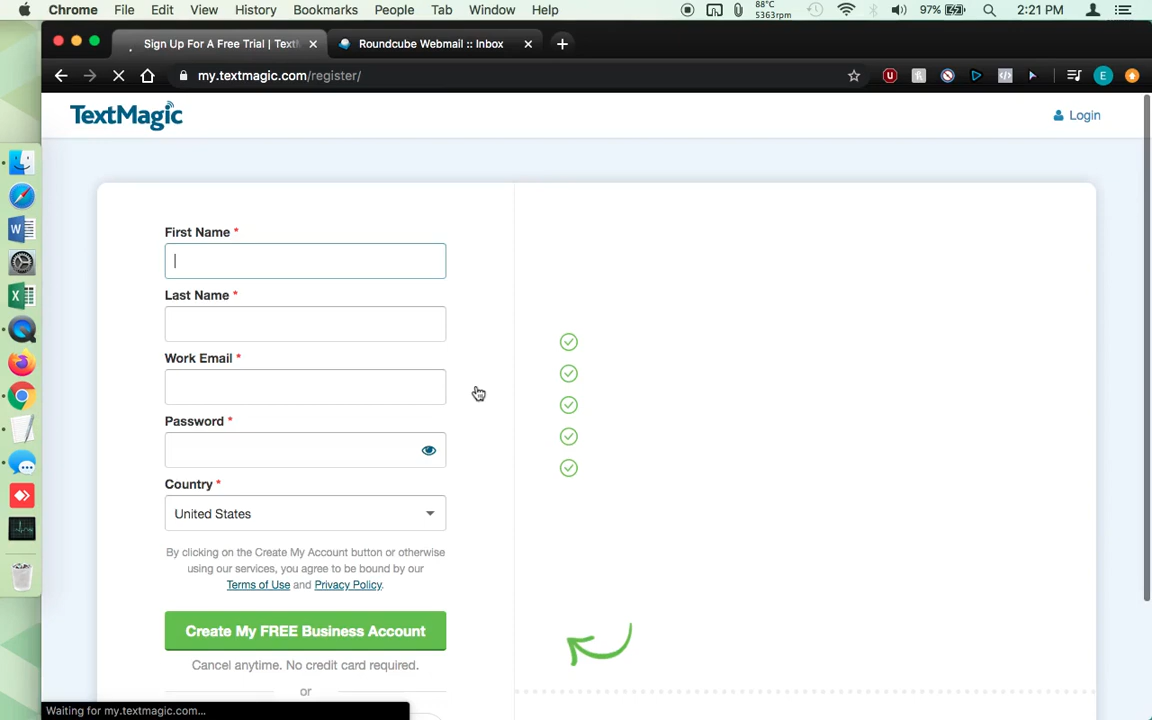 Chrome File Edit View History Bookmarks People Tab Window Help 88°C 5363rpm 97% 2:21 PM
Sign Up For A Free Trial | TextM
Roundcube Webmail :: Inbox
my.textmagic.com/register/
E
TextMagic
Login
First Name *
Last Name *
Work Email *
Password *
Country *
United States
By clicking on the Create My Account button or otherwise
using our services, you agree to be bound by our
Terms of Use and Privacy Policy.
Create My FREE Business Account
Cancel anytime. No credit card required.
or
Waiting for my.textmagic.com...